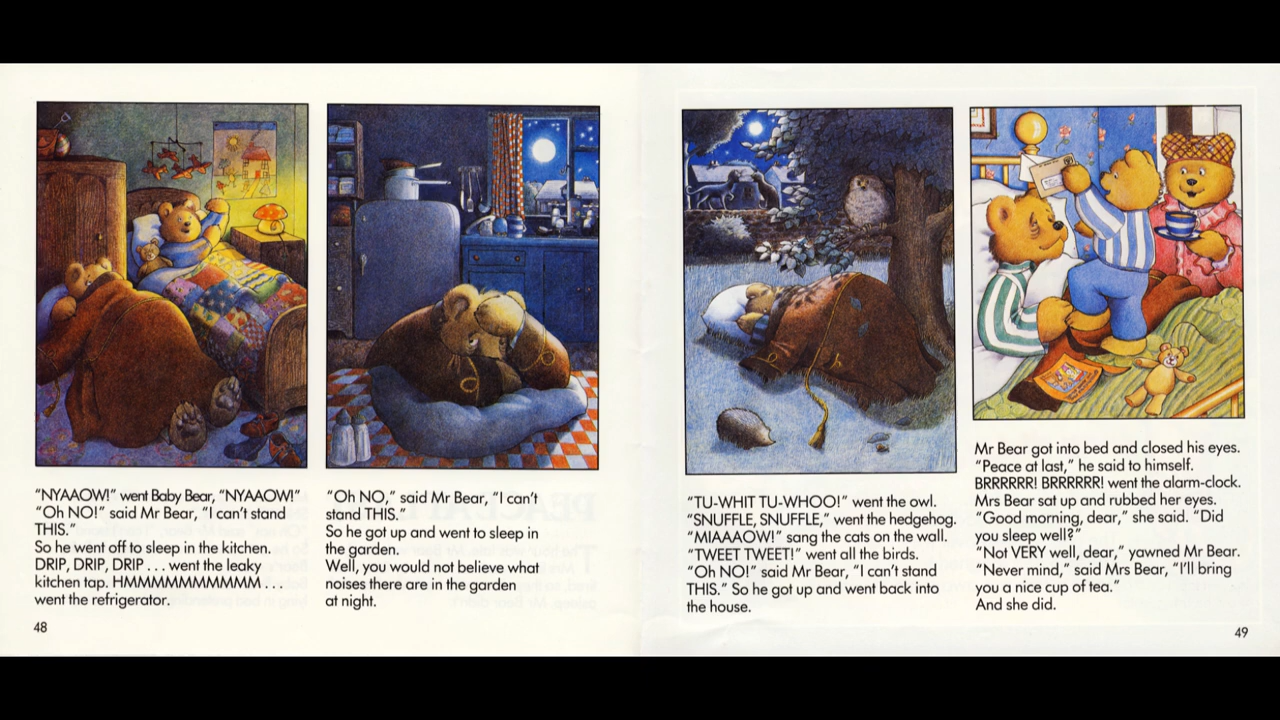 “NYAAOW!” went Baby Bear, “NYAAOW!”
“Oh NO!” said Mr Bear, “I can’t stand
THIS.”
So he went off to sleep in the kitchen.
DRIP, DRIP, DRIP . . . went the leaky
kitchen tap. HMMMMMMMMMMM . . .
went the refrigerator.
48
“Oh NO,” said Mr Bear, “I can’t
stand THIS.”
So he got up and went to sleep in
the garden.
Well, you would not believe what
noises there are in the garden
at night.
“TU-WHIT TU-WHOO!” went the owl.
“SNUFFLE, SNUFFLE,” went the hedgehog.
“MIAAAOW!” sang the cats on the wall.
“TWEET TWEET!” went all the birds.
“Oh NO!” said Mr Bear, “I can’t stand
THIS.” So he got up and went back into
the house.
Mr Bear got into bed and closed his eyes.
“Peace at last,” he said to himself.
BRRRRRR! BRRRRRR! went the alarm-clock.
Mrs Bear sat up and rubbed her eyes.
“Good morning, dear,” she said. “Did
you sleep well?”
“Not VERY well, dear,” yawned Mr Bear.
“Never mind,” said Mrs Bear, “I’ll bring
you a nice cup of tea.”
And she did.
49